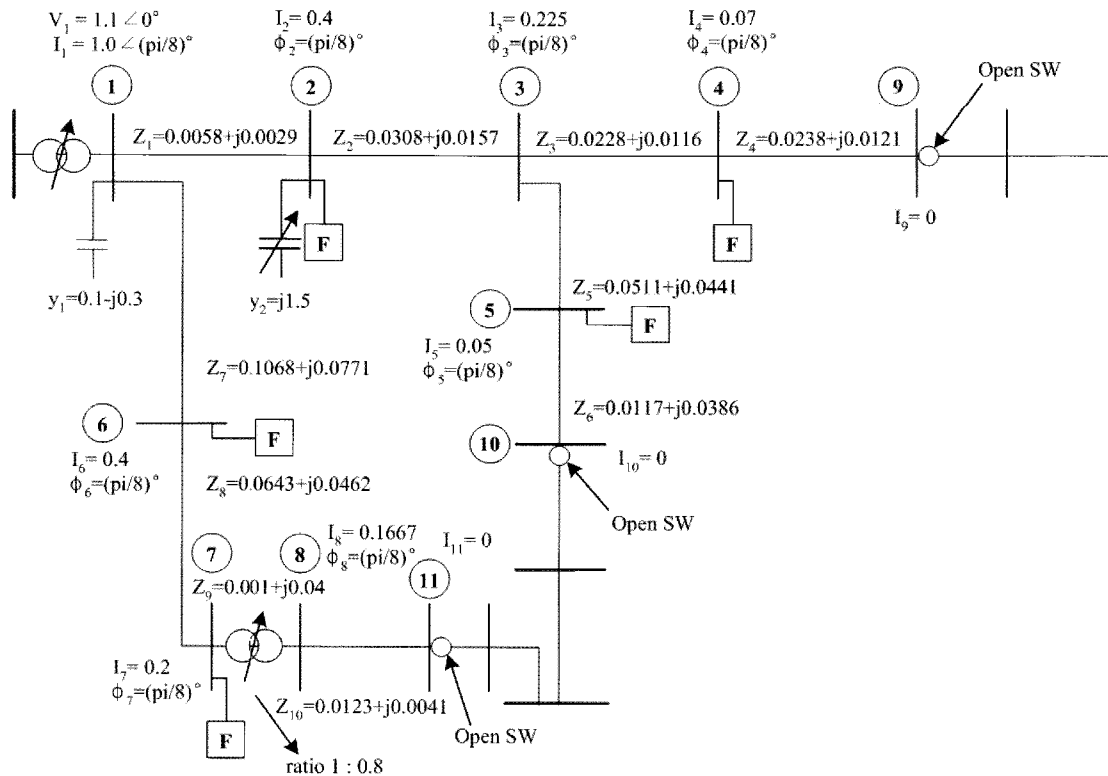 V₁ = 1.1∠0°
I₁ = 1.0∠(pi/8)°
I₂= 0.4
ϕ₂=(pi/8)°
I₃= 0.225
ϕ₃=(pi/8)°
I₄= 0.07
ϕ₄=(pi/8)°
1
2
3
4
9
Open SW
Z₁=0.0058+j0.0029
Z₂=0.0308+j0.0157
Z₃=0.0228+j0.0116
Z₄=0.0238+j0.0121
I₉= 0
F
F
y₁=0.1-j0.3
y₂=j1.5
Z₅=0.0511+j0.0441
5
F
I₅= 0.05
ϕ₅=(pi/8)°
Z₇=0.1068+j0.0771
Z₆=0.0117+j0.0386
6
F
10
I₁₀= 0
I₆= 0.4
ϕ₆=(pi/8)°
Z₈=0.0643+j0.0462
Open SW
I₈= 0.1667
ϕ₈=(pi/8)°
I₁₁= 0
7
8
11
Z₉=0.001+j0.04
I₇= 0.2
ϕ₇=(pi/8)°
Z₁₀=0.0123+j0.0041
F
Open SW
ratio 1 : 0.8